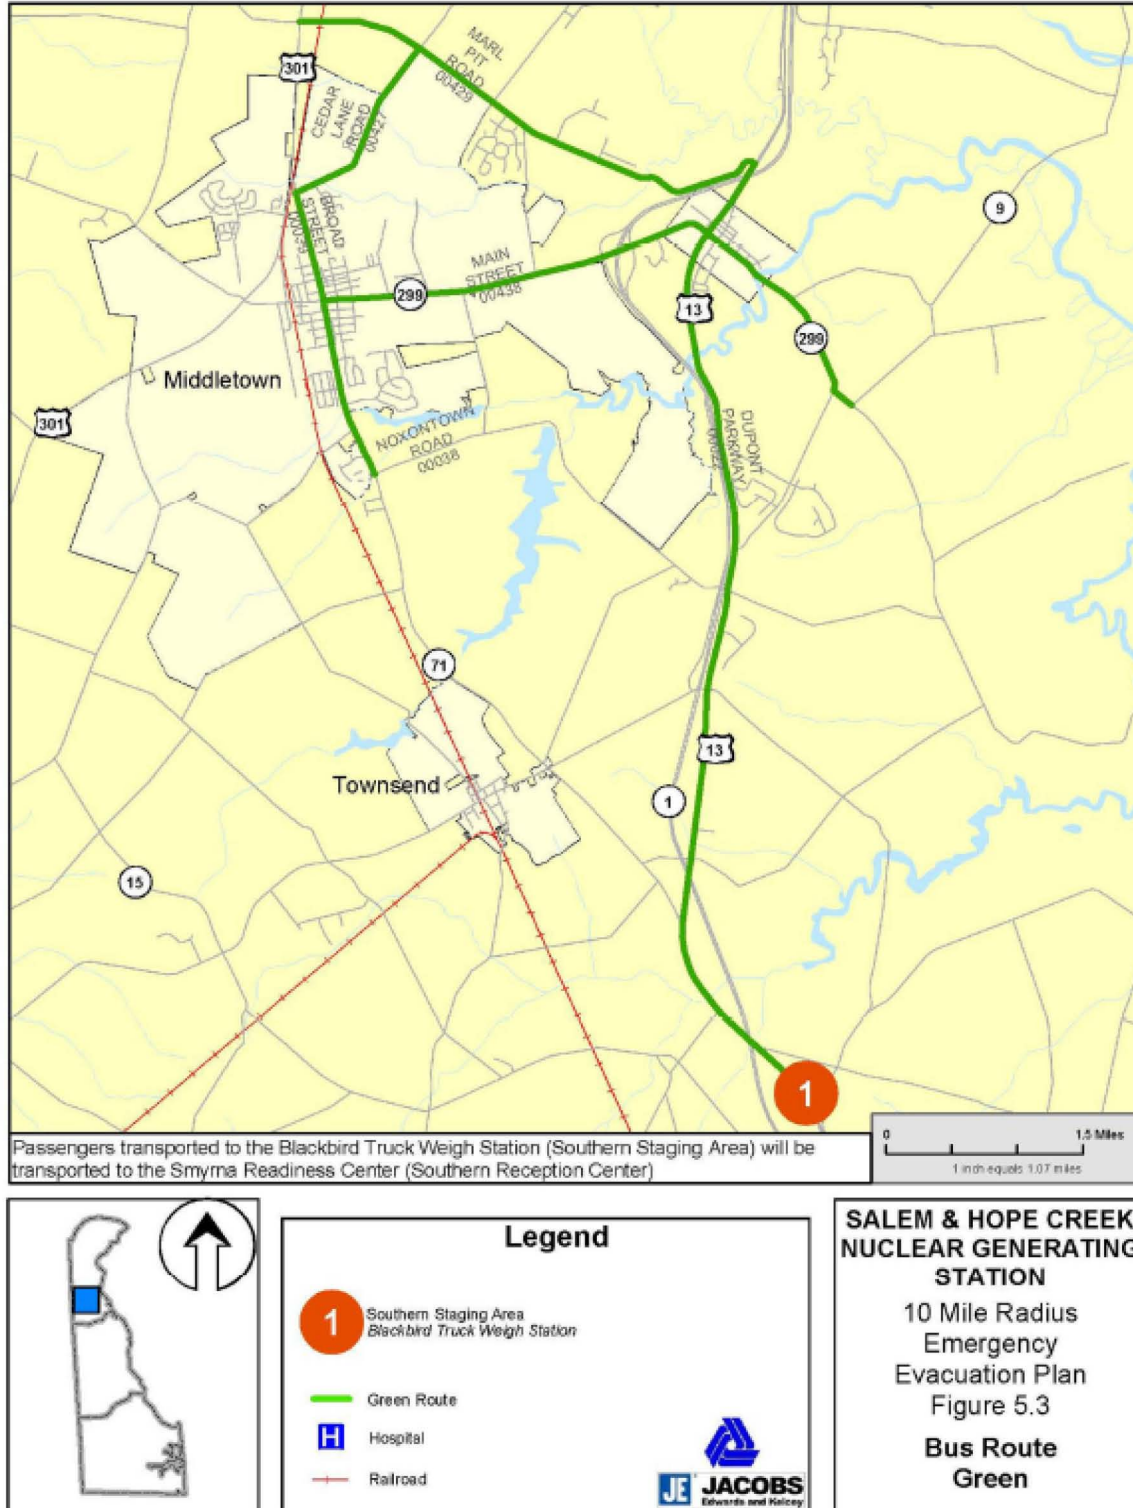 301
MARL
PIT
ROAD
00429
CEDAR
LANE
ROAD
00427
BROAD
STREET
00039
9
MAIN
STREET
00438
299
13
299
Middletown
301
NOXONTOWN
ROAD
00038
DUPONT
PARKWAY
71
13
Townsend
1
15
1
Passengers transported to the Blackbird Truck Weigh Station (Southern Staging Area) will be
transported to the Smyrna Readiness Center (Southern Reception Center)
0 1.5 Miles
1 inch equals 1.07 miles
Legend
1 Southern Staging Area
Blackbird Truck Weigh Station
Green Route
H Hospital
Railroad
JE JACOBS
Edwards and Kelcey
SALEM & HOPE CREEK
NUCLEAR GENERATING
STATION
10 Mile Radius
Emergency
Evacuation Plan
Figure 5.3
Bus Route
Green